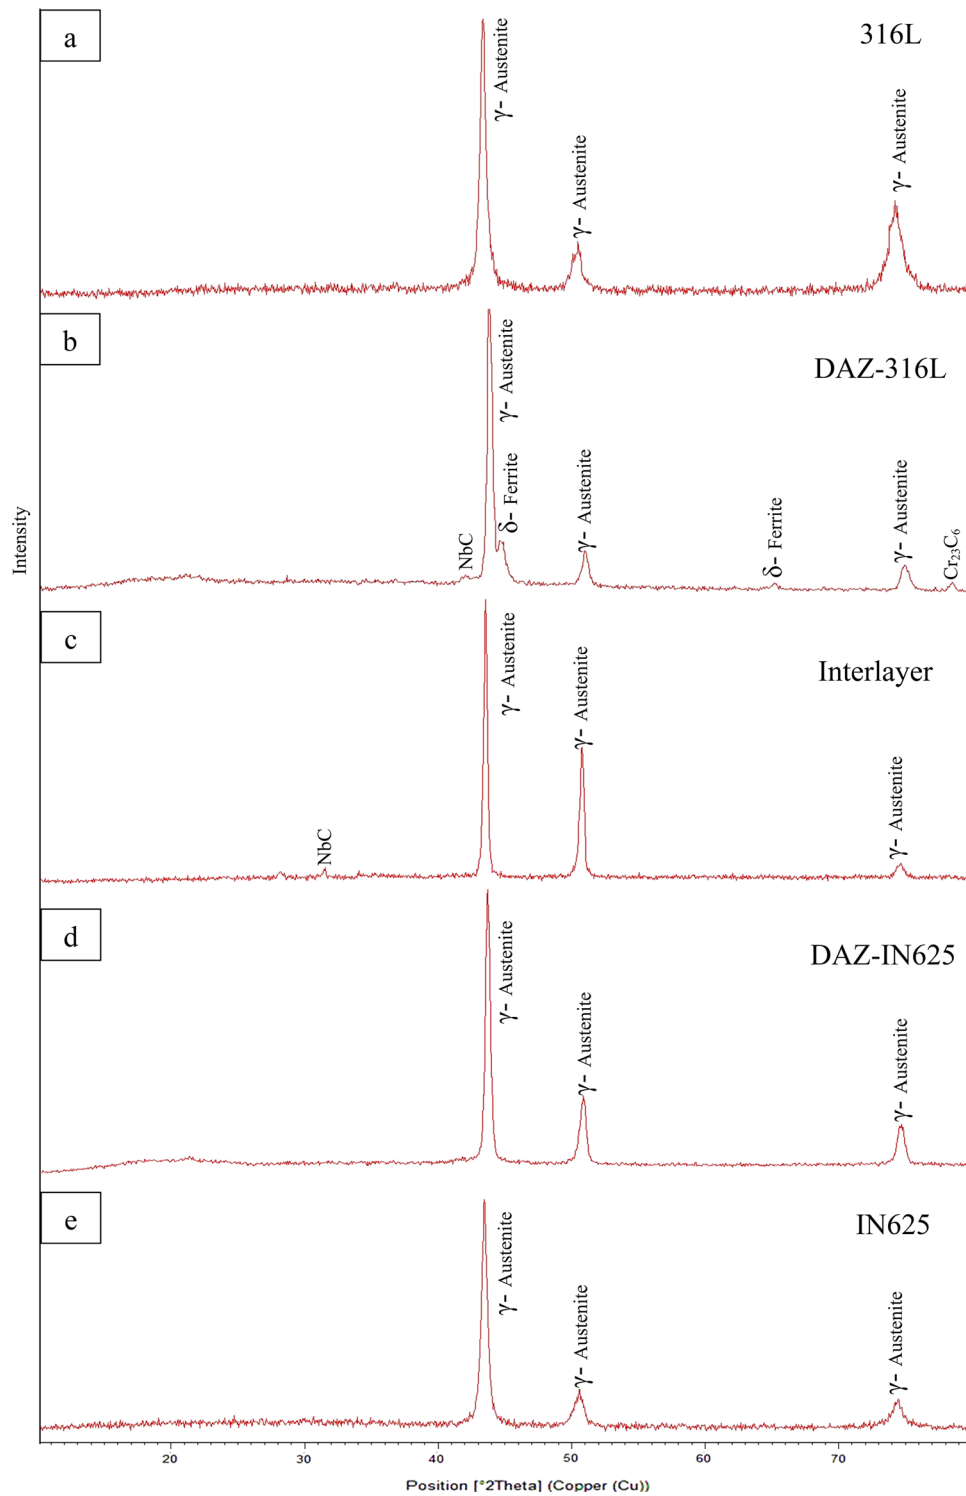 a
316L
γ- Austenite
γ- Austenite
γ- Austenite
b
DAZ-316L
NbC
γ- Austenite
δ- Ferrite
γ- Austenite
δ- Ferrite
γ- Austenite
Cr23C6
Intensity
c
Interlayer
NbC
γ- Austenite
γ- Austenite
γ- Austenite
d
DAZ-IN625
γ- Austenite
γ- Austenite
γ- Austenite
e
IN625
γ- Austenite
γ- Austenite
γ- Austenite
20 30 40 50 60 70
Position [°2Theta] (Copper (Cu))